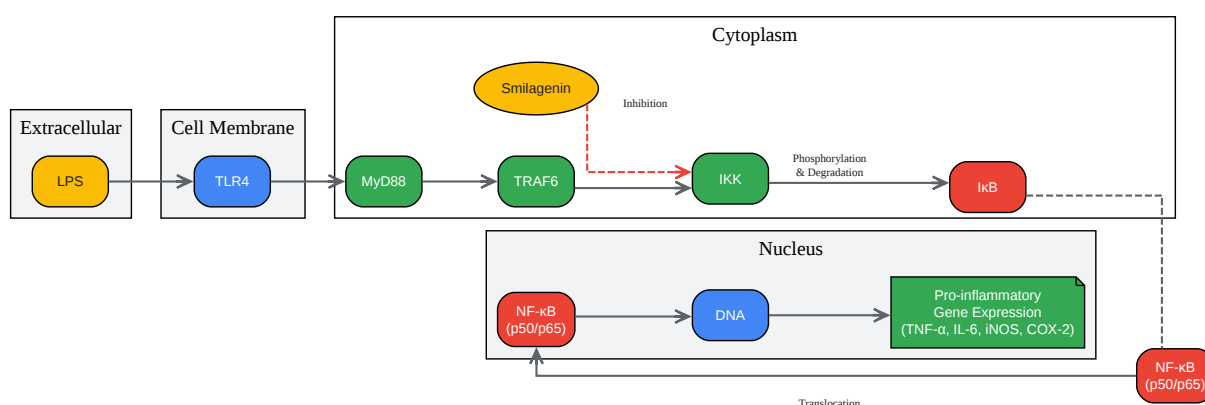 Cytoplasm
Smilagenin
Inhibition
Extracellular
Cell Membrane
LPS
TLR4
MyD88
TRAF6
IKK
Phosphorylation
& Degradation
IκB
Nucleus
NF-κB
(p50/p65)
DNA
Pro-inflammatory
Gene Expression
(TNF-α, IL-6, iNOS, COX-2)
NF-κB
(p50/p65)
Translocation